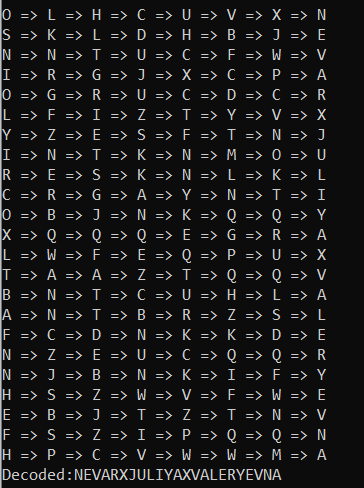 O => L => H => C => U => V => X => N
S => K => L => D => H => B => J => E
N => N => T => U => C => F => W => V
I => R => G => J => X => C => P => A
O => G => R => U => C => D => C => R
L => F => I => Z => T => Y => V => X
Y => Z => E => S => F => T => N => J
I => N => T => K => N => M => O => U
R => E => S => K => N => L => K => L
C => R => G => A => Y => N => T => I
O => B => J => N => K => Q => Q => Y
X => Q => Q => Q => E => G => R => A
L => W => F => E => Q => P => U => X
T => A => A => Z => T => Q => Q => V
B => N => T => C => U => H => L => A
A => N => T => B => R => Z => S => L
F => C => D => N => K => K => D => E
N => Z => E => U => C => Q => Q => R
N => J => B => N => K => I => F => Y
H => S => Z => W => V => F => W => E
E => B => J => T => Z => T => N => V
F => S => Z => I => P => Q => Q => N
H => P => C => V => W => W => M => A
Decoded:NEVARXJULIYAXVALERYEVNA